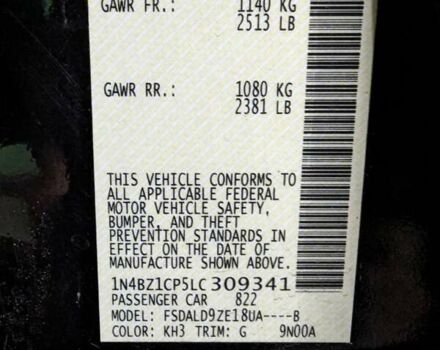 GAWR FR.: 1140 KG
2513 LB
GAWR RR.: 1080 KG
2381 LB
THIS VEHICLE CONFORMS TO
ALL APPLICABLE FEDERAL
MOTOR VEHICLE SAFETY,
BUMPER, AND THEFT
PREVENTION STANDARDS IN
EFFECT ON THE DATE OF
MANUFACTURE SHOWN ABOVE.
1N4BZ1CP5LC309341
PASSENGER CAR 822
MODEL: FSDALD9ZE18UA----B
COLOR: KH3 TRIM: G 9N00A